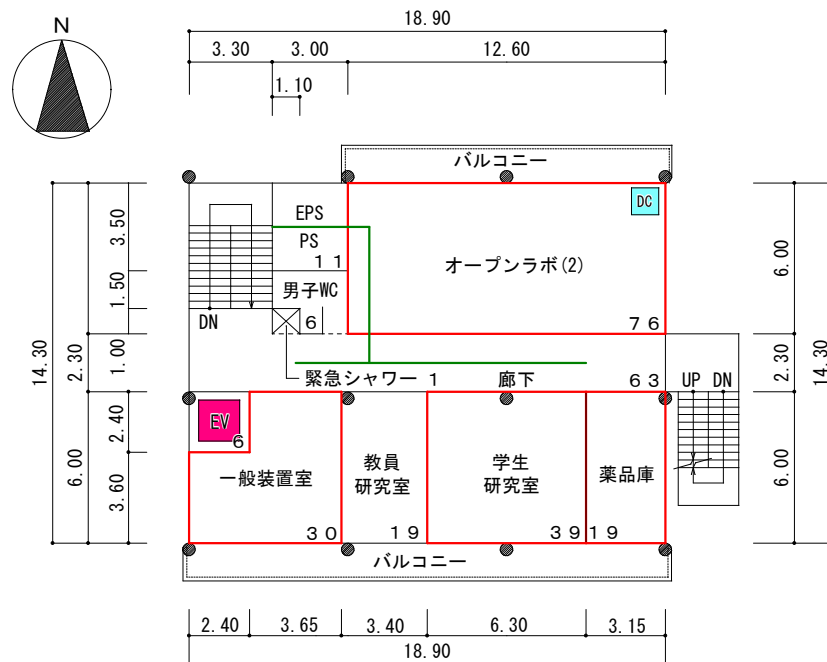 18.90
N
3.30 3.00 12.60
1.10
バルコニー
DC
EPS
3.50
PS
オープンラボ(2)
6.00
11
男子WC
1.50
DN
6
76
14.30
2.30
1.00
緊急シャワー
1
廊下
63
UP DN
2.30
14.30
EV
6
2.40
6.00
3.60
一般装置室
教員
研究室
学生
研究室
薬品庫
6.00
30
19
39
19
バルコニー
2.40 3.65 3.40 6.30 3.15
18.90